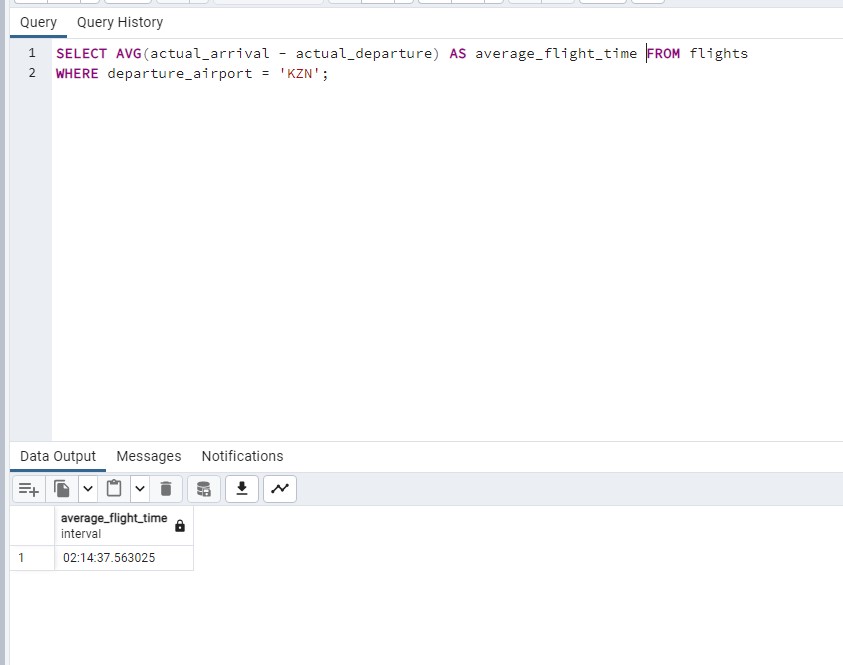 Query Query History
1 SELECT AVG(actual_arrival - actual_departure) AS average_flight_time FROM flights
2 WHERE departure_airport = 'KZN';
Data Output Messages Notifications
average_flight_time
interval
1 02:14:37.563025